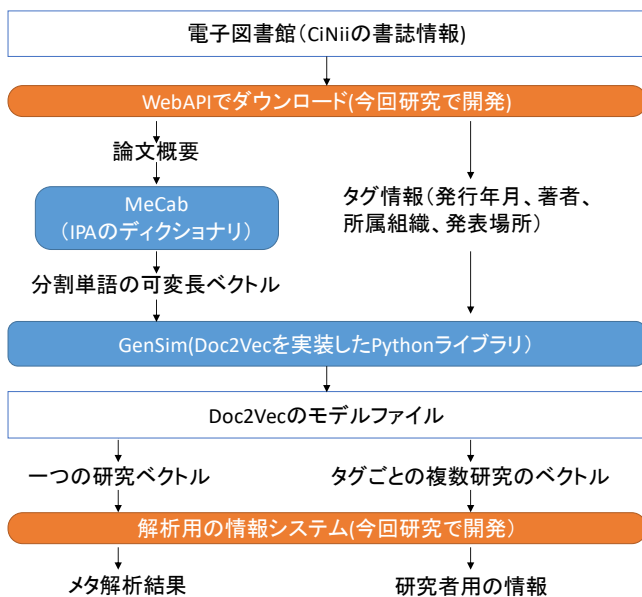 電子図書館（CiNiiの書誌情報)
WebAPIでダウンロード(今回研究で開発)
論文概要
MeCab
（IPAのディクショナリ）
タグ情報（発行年月、著者、
所属組織、発表場所）
分割単語の可変長ベクトル
GenSim(Doc2Vecを実装したPythonライブラリ）
Doc2Vecのモデルファイル
一つの研究ベクトル
タグごとの複数研究のベクトル
解析用の情報システム(今回研究で開発）
メタ解析結果
研究者用の情報